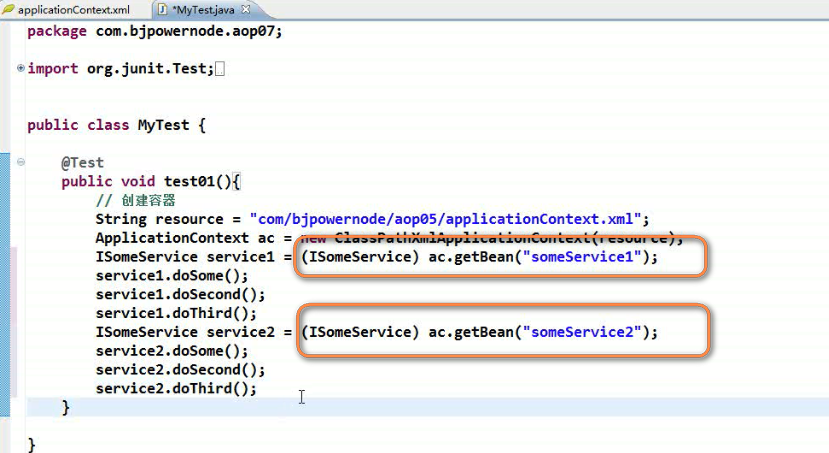 applicationContext.xml *MyTest.java
package com.bjpowernode.aop07;
import org.junit.Test;
public class MyTest {
@Test
public void test01(){
// 创建容器
String resource = "com/bjpowernode/aop05/applicationContext.xml";
ApplicationContext ac = new ClassPathXmlApplicationContext(resource);
ISomeService service1 = (ISomeService) ac.getBean("someService1");
service1.doSome();
service1.doSecond();
service1.doThird();
ISomeService service2 = (ISomeService) ac.getBean("someService2");
service2.doSome();
service2.doSecond();
service2.doThird();
}
}